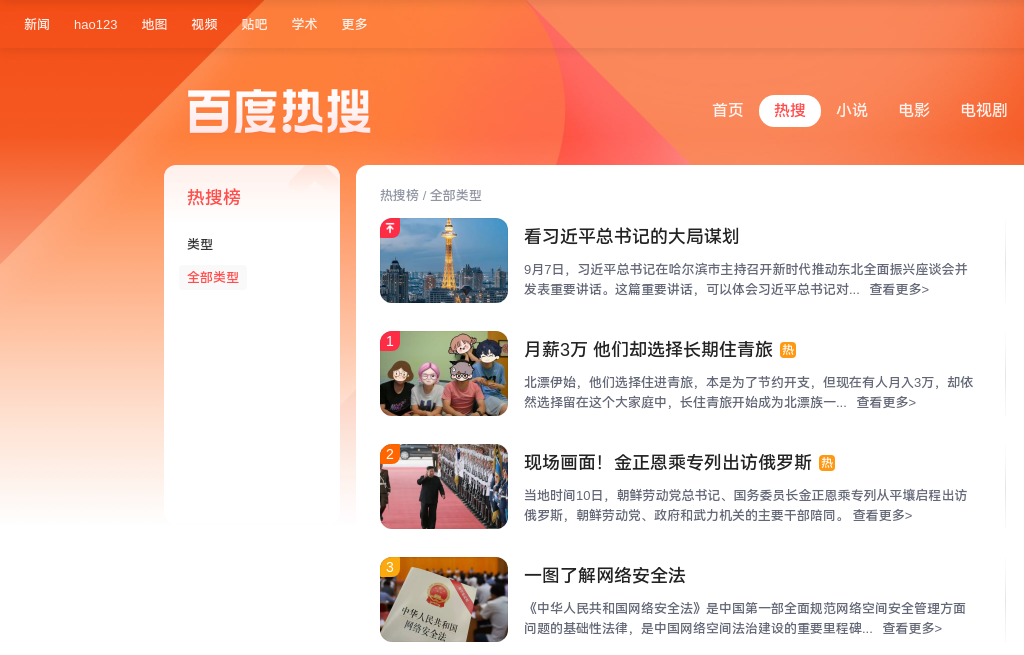 新闻 hao123 地图 视频 贴吧 学术 更多
百度热搜
首页 热搜 小说 电影 电视剧
热搜榜
类型
全部类型
热搜榜 / 全部类型
看习近平总书记的大局谋划
9月7日，习近平总书记在哈尔滨市主持召开新时代推动东北全面振兴座谈会并
发表重要讲话。这篇重要讲话，可以体会习近平总书记对... 查看更多>
1
月薪3万 他们却选择长期住青旅 热
北漂伊始，他们选择住进青旅，本是为了节约开支，但现在有人月入3万，却依
然选择留在这个大家庭中，长住青旅开始成为北漂族一... 查看更多>
2
现场画面！金正恩乘专列出访俄罗斯 热
当地时间10日，朝鲜劳动党总书记、国务委员长金正恩乘专列从平壤启程出访
俄罗斯，朝鲜劳动党、政府和武力机关的主要干部陪同。 查看更多>
3
中华人民共和国
网络安全法
一图了解网络安全法
《中华人民共和国网络安全法》是中国第一部全面规范网络空间安全管理方面
问题的基础性法律，是中国网络空间法治建设的重要里程碑... 查看更多>